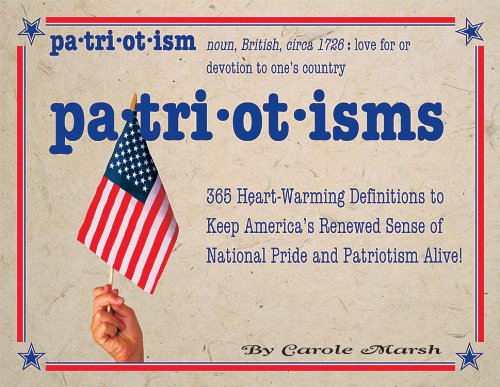 pa·tri·ot·ism noun, British, circa 1726 : love for or
devotion to one's country
pa·tri·ot·isms
365 Heart-Warming Definitions to
Keep America's Renewed Sense of
National Pride and Patriotism Alive!
By Carole Marsh